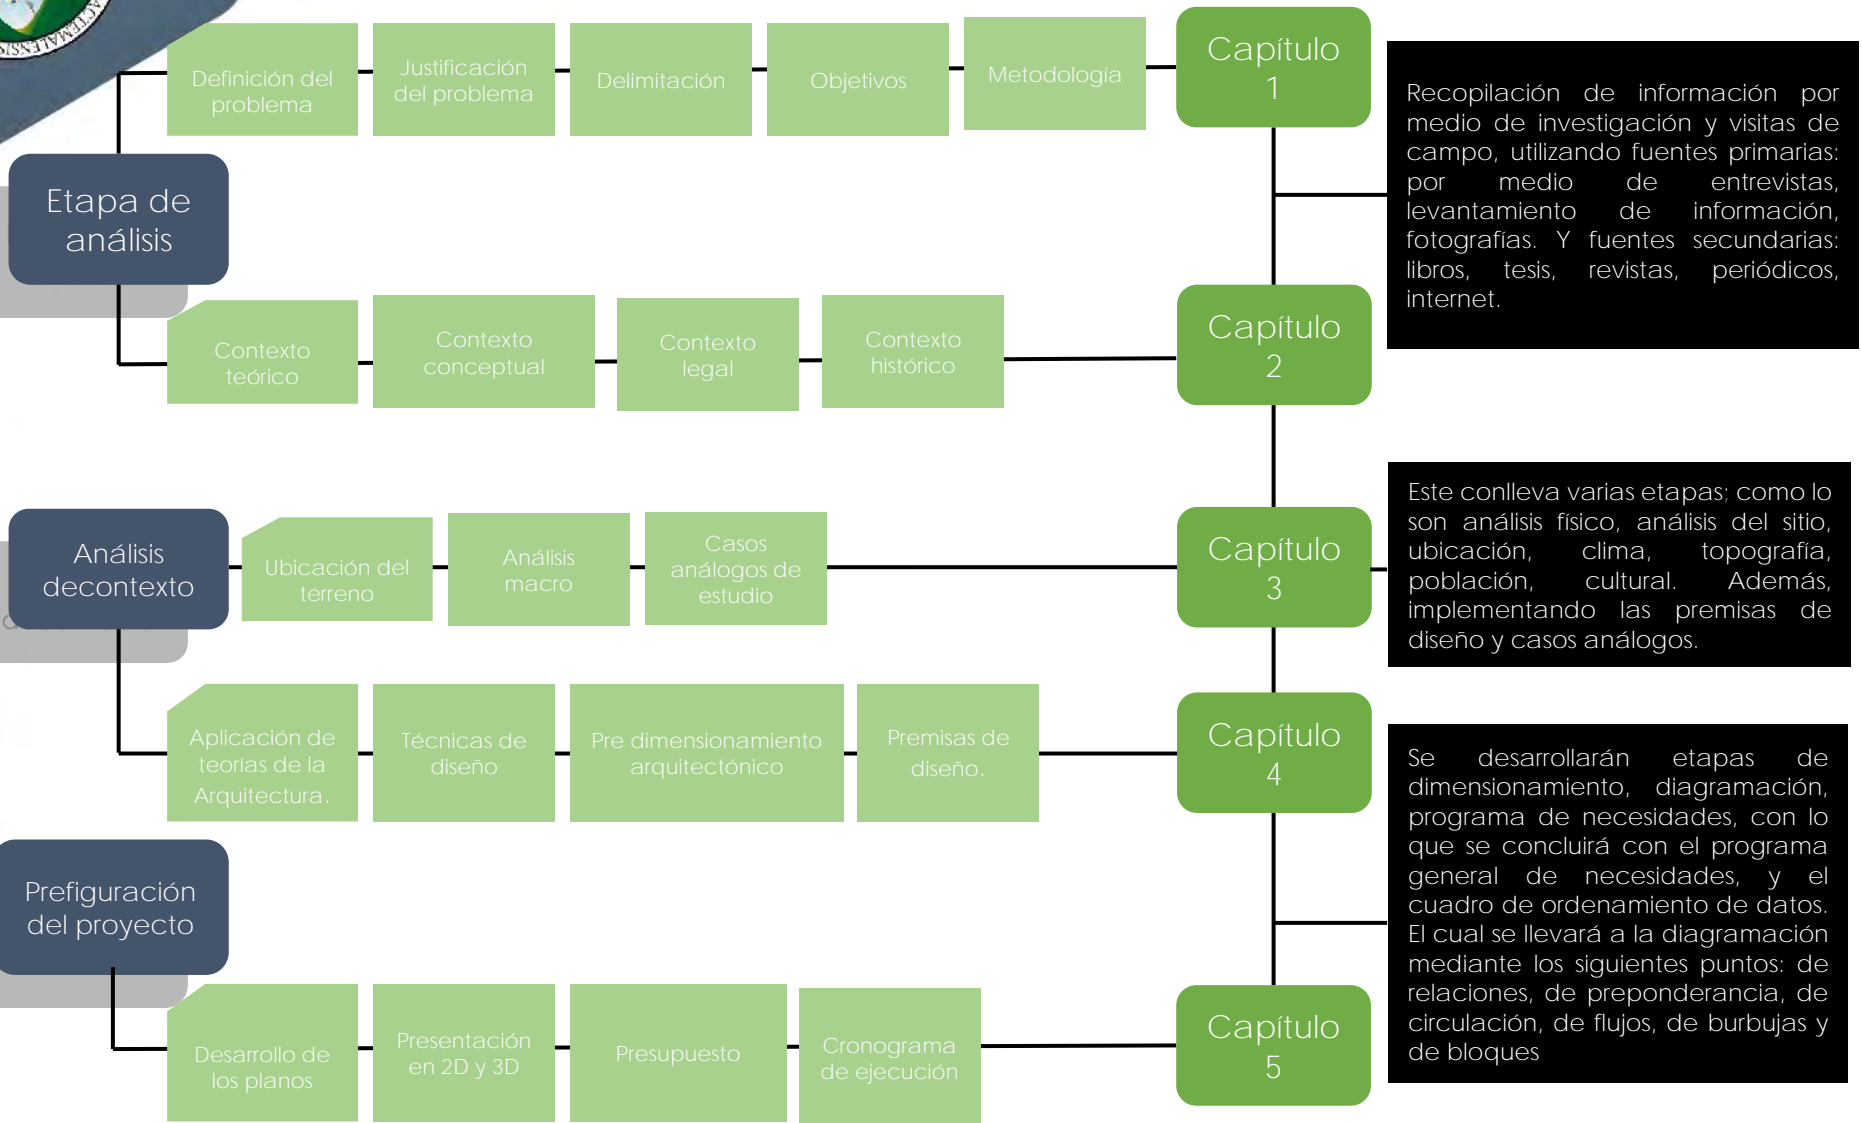 Definición del
problema
Justificación
del problema
Delimitación
Objetivos
Metodología
Capítulo
1
Recopilación de información por
medio de investigación y visitas de
campo, utilizando fuentes primarias:
por medio de entrevistas,
levantamiento de información,
fotografías. Y fuentes secundarias:
libros, tesis, revistas, periódicos,
internet.
Etapa de
análisis
Contexto
teórico
Contexto
conceptual
Contexto
legal
Contexto
histórico
Capítulo
2
Análisis
decontexto
Ubicación del
terreno
Análisis
macro
Casos
análogos de
estudio
Capítulo
3
Este conlleva varias etapas; como lo
son análisis físico, análisis del sitio,
ubicación, clima, topografía,
población, cultural. Además,
implementando las premisas de
diseño y casos análogos.
Aplicación de
teorías de la
Arquitectura.
Técnicas de
diseño
Pre dimensionamiento
arquitectónico
Premisas de
diseño.
Capítulo
4
Se desarrollarán etapas de
dimensionamiento, diagramación,
programa de necesidades, con lo
que se concluirá con el programa
general de necesidades, y el
cuadro de ordenamiento de datos.
El cual se llevará a la diagramación
mediante los siguientes puntos: de
relaciones, de preponderancia, de
circulación, de flujos, de burbujas y
de bloques
Prefiguración
del proyecto
Desarrollo de
los planos
Presentación
en 2D y 3D
Presupuesto
Cronograma
de ejecución
Capítulo
5